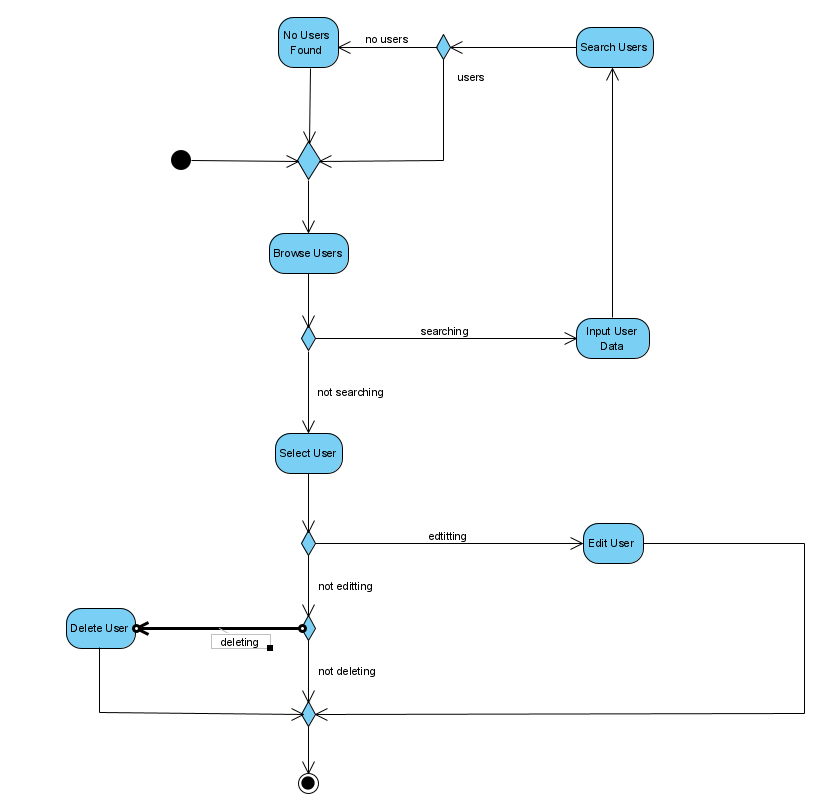 No Users
Found
no users
Search Users
users
Browse Users
searching
Input User
Data
not searching
Select User
edtitting
Edit User
not editting
Delete User
deleting
not deleting